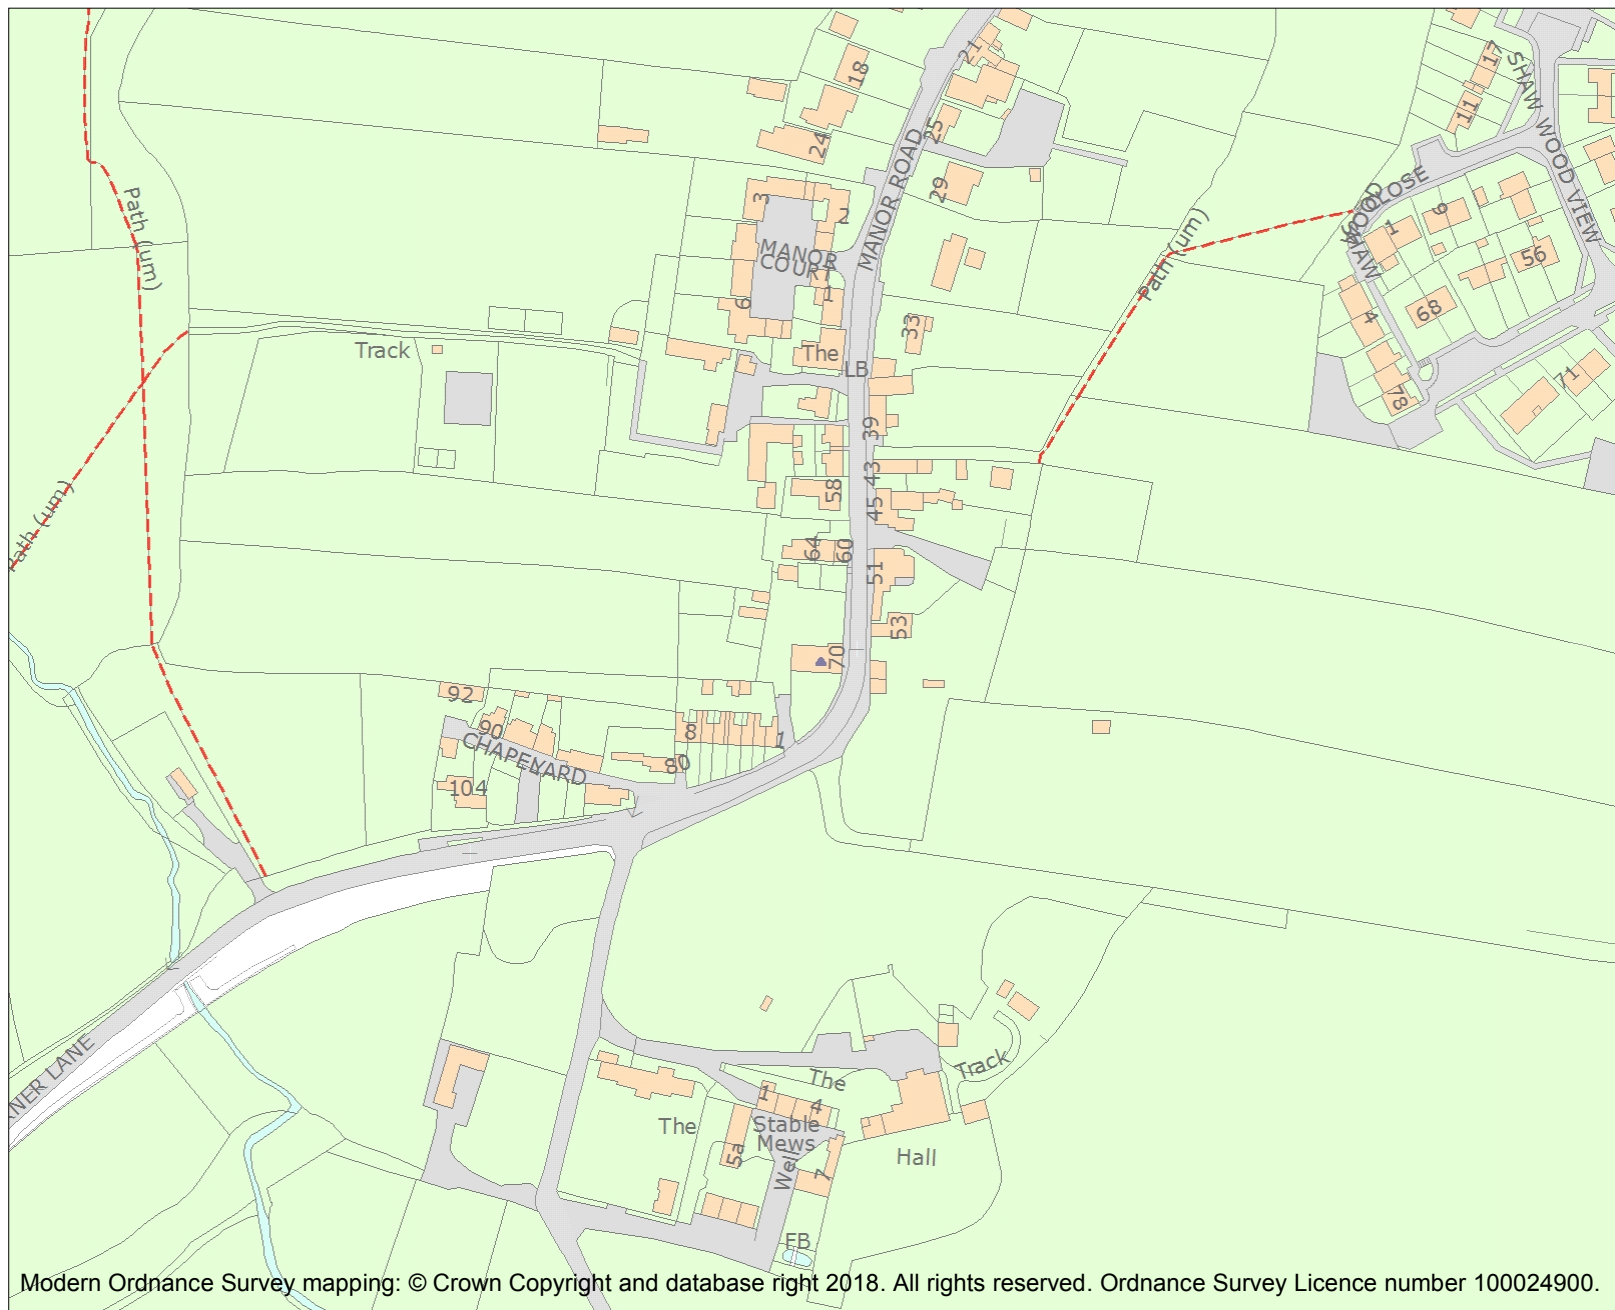 21
18
25
24
MANOR ROAD
29
3
2
MANOR
COURT
1
6
33
The
LB
39
43
58
45
64
60
51
53
70
Path (um)
Track
Path (um)
Path (um)
17
11
SHAW WOOD VIEW
SHAW WOOD
CLOSE
1
9
56
68
4
78
71
92
90
CHAPEL YARD
104
8
1
80
NER LANE
Track
The
1
4
The
Stable
Mews
5a
Well
7
Hall
FB
Modern Ordnance Survey mapping: © Crown Copyright and database right 2018. All rights reserved. Ordnance Survey Licence number 100024900.